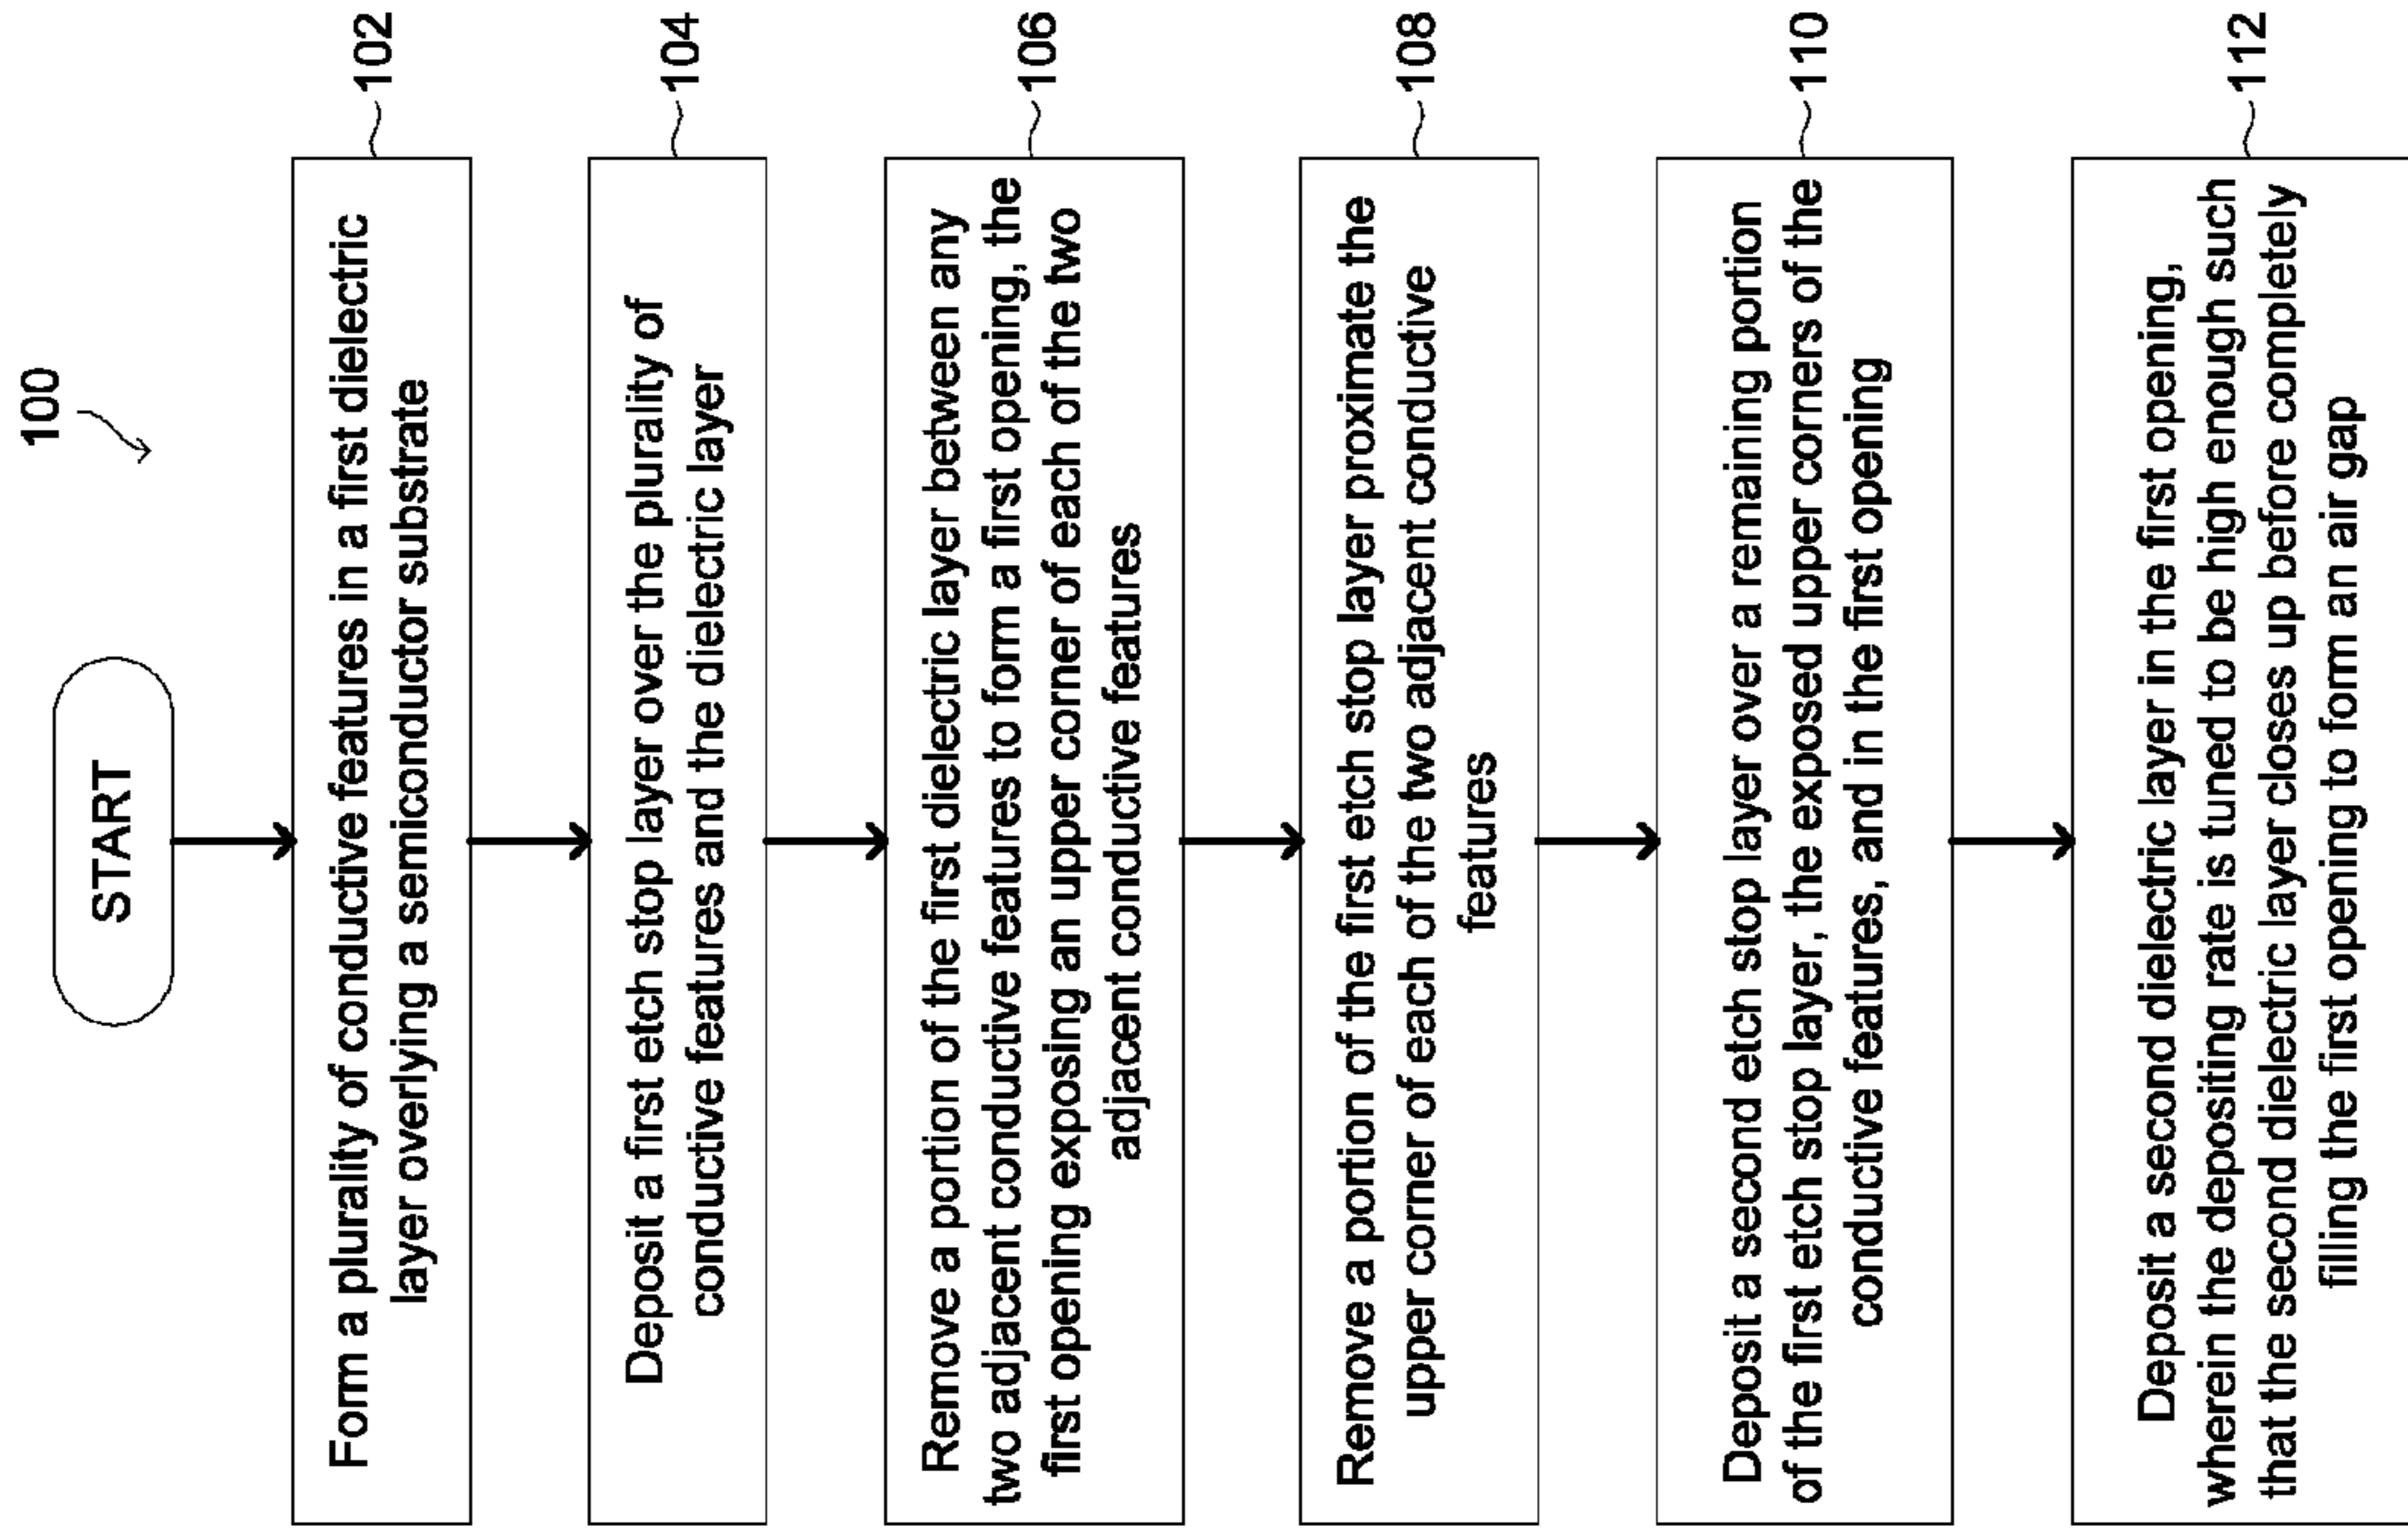 100
START
Form a plurality of conductive features in a first dielectric
layer overlying a semiconductor substrate
102
Deposit a first etch stop layer over the plurality of
conductive features and the dielectric layer
104
Remove a portion of the first dielectric layer between any
two adjacent conductive features to form a first opening, the
first opening exposing an upper corner of each of the two
adjacent conductive features
106
Remove a portion of the first etch stop layer proximate the
upper corner of each of the two adjacent conductive
features
108
Deposit a second etch stop layer over a remaining portion
of the first etch stop layer, the exposed upper corners of the
conductive features, and in the first opening
110
Deposit a second dielectric layer in the first opening,
wherein the depositing rate is tuned to be high enough such
that the second dielectric layer closes up before completely
filling the first opening to form an air gap
112